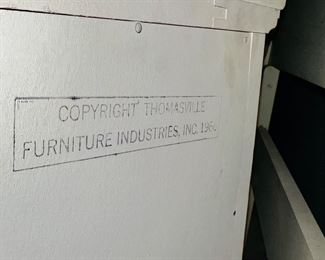 COPYRIGHT THOMASVILLE
FURNITURE INDUSTRIES, INC.